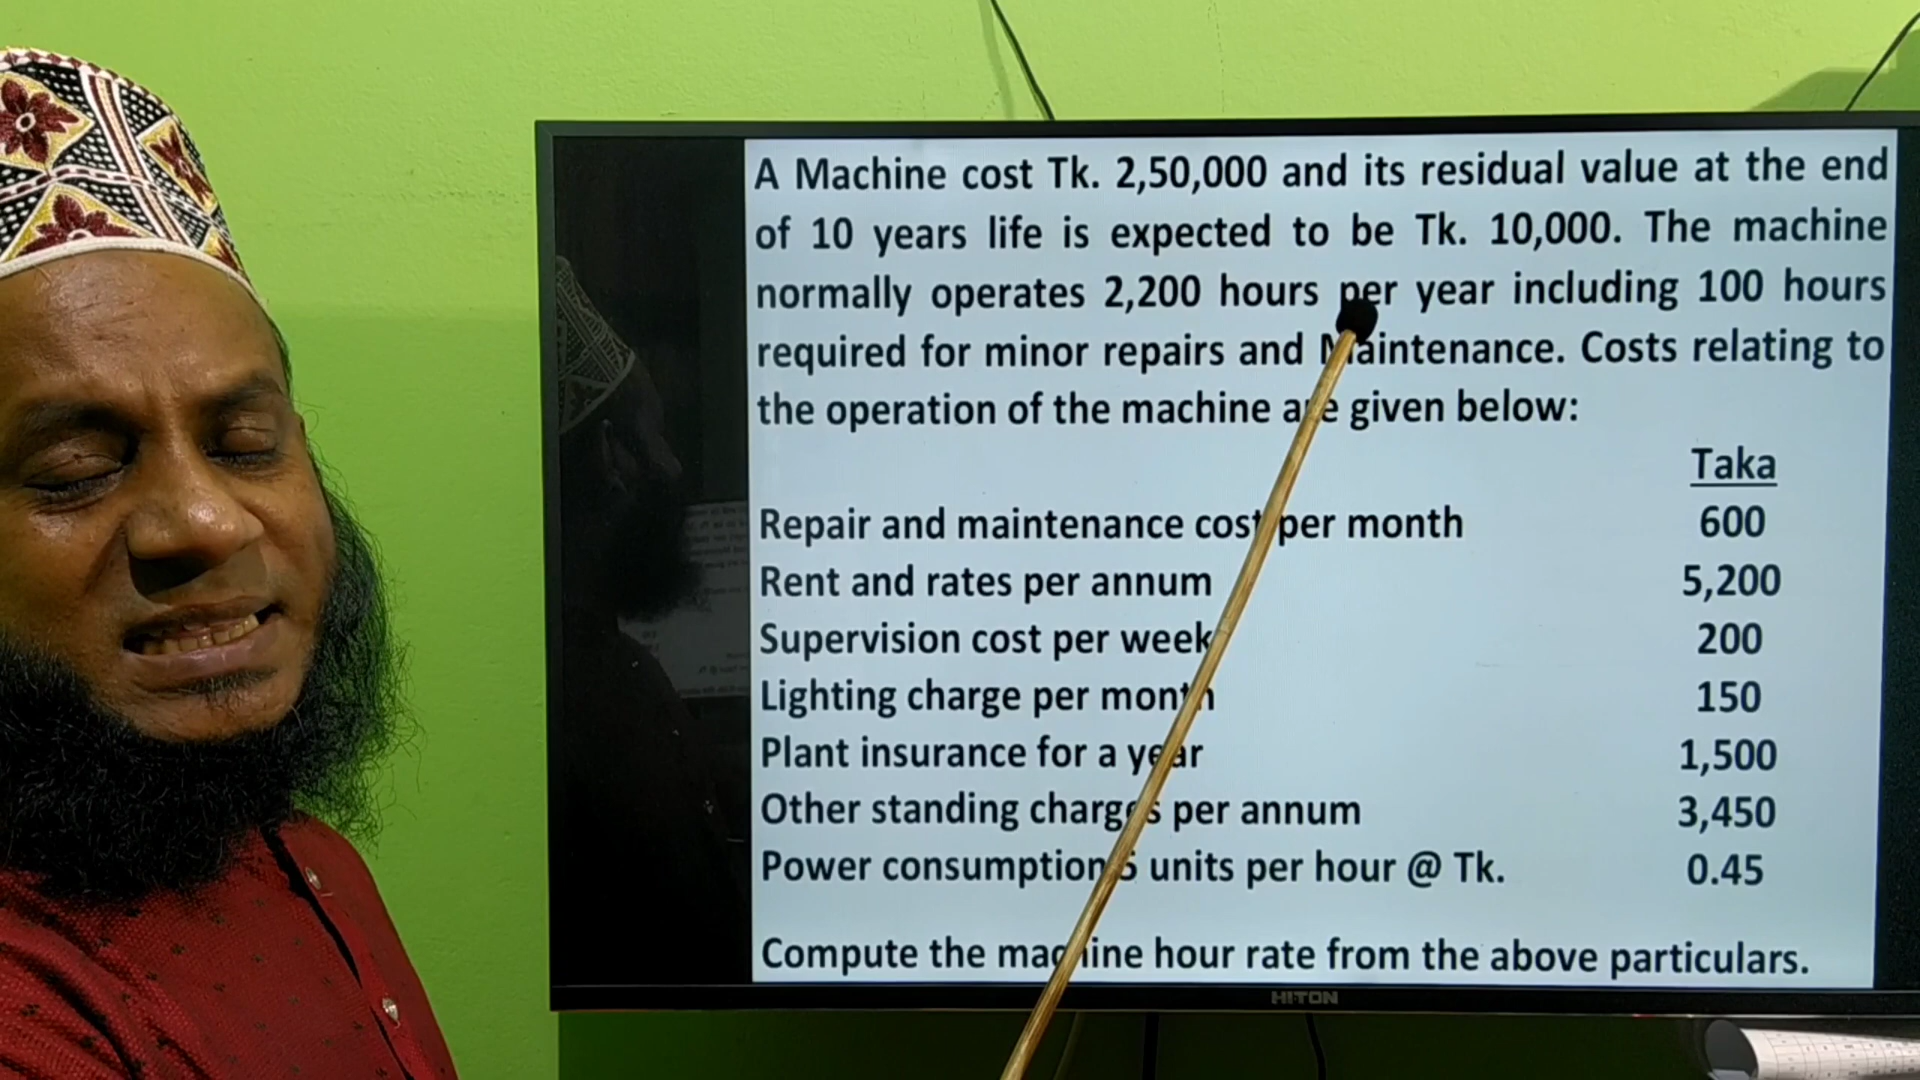 A Machine cost Tk. 2,50,000 and its residual value at the end
of 10 years life is expected to be Tk. 10,000. The machine
normally operates 2,200 hours per year including 100 hours
required for minor repairs and Maintenance. Costs relating to
the operation of the machine are given below:
Taka
Repair and maintenance cost per month 600
Rent and rates per annum 5,200
Supervision cost per week 200
Lighting charge per month 150
Plant insurance for a year 1,500
Other standing charges per annum 3,450
Power consumption units per hour @ Tk. 0.45
Compute the machine hour rate from the above particulars.
HITON